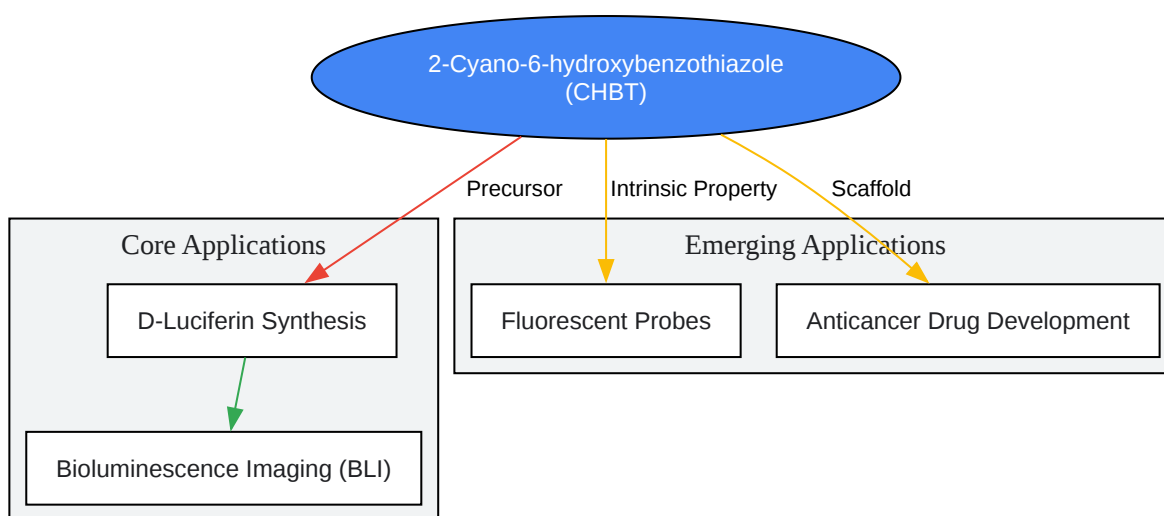 2-Cyano-6-hydroxybenzothiazole
(CHBT)
Precursor
Intrinsic Property
Scaffold
Core Applications
Emerging Applications
D-Luciferin Synthesis
Fluorescent Probes
Anticancer Drug Development
Bioluminescence Imaging (BLI)